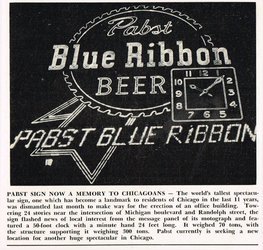 Pabst
Blue Ribbon
BEER
PABST BLUE RIBBON
PABST SIGN NOW A MEMORY TO CHICAGOANS — The world's tallest spectacu-
lar sign, one which has become a landmark to residents of Chicago in the last 11 years,
was dismantled last month to make way for the erection of an office building. Tow-
ering 24 stories near the intersection of Michigan boulevard and Randolph street, the
sign flashed news of local interest from the message panel of its motograph and fea-
tured a 50-foot clock with a minute hand 24 feet long. It weighed 70 tons, with
the structure supporting it weighing 300 tons. Pabst currently is seeking a new
location for another huge spectacular in Chicago.